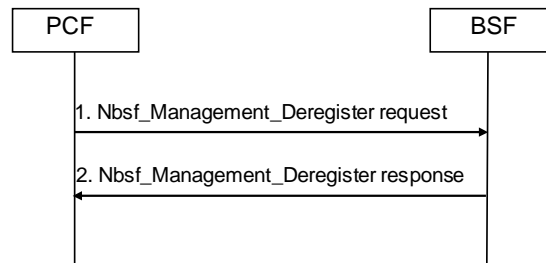 PCF
BSF
1. Nbsf_Management_Deregister request
2. Nbsf_Management_Deregister response